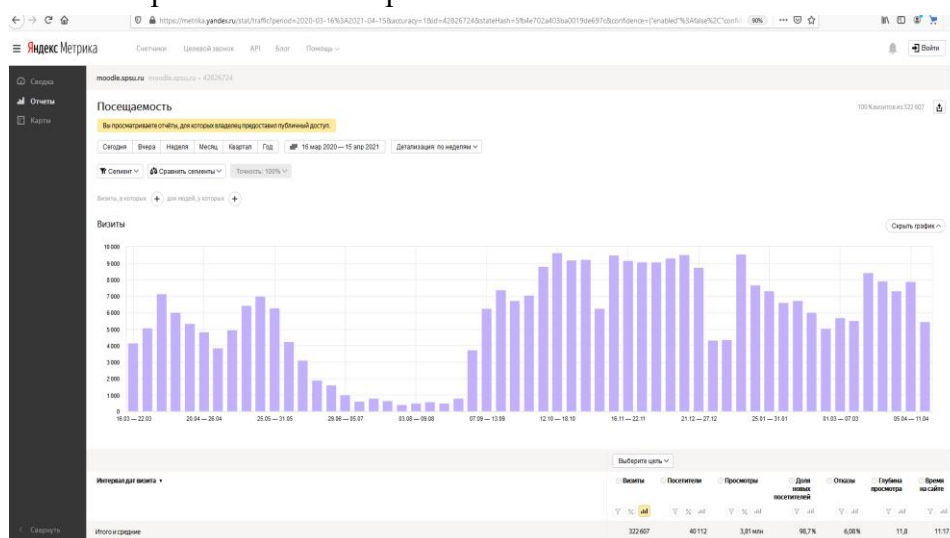 https://metrika.yandex.ru/stat/traffic?period=2020-03-16%3A2021-04-15&accuracy=1&id=42826724&stateHash=5fb4e702a403ba0019de697c&confidence={"enabled"%3Afalse%2C"confi 90%
Яндекс Метрика Счетчики Целевой звонок API Блог Помощь Войти
Сводка
Отчеты
Карты
Свернуть
moodle.spsu.ru moodle.spsu.ru 42826724
Посещаемость
100 % визитов из 322 607
Вы просматриваете отчёты, для которых владелец предоставил публичный доступ.
Сегодня Вчера Неделя Месяц Квартал Год 16 мар 2020 — 15 апр 2021 Детализация: по неделям
Сегмент Сравнить сегменты Точность: 100%
Визиты, в которых + для людей, у которых +
Визиты Скрыть график
10 000
9 000
8 000
7 000
6 000
5 000
4 000
3 000
2 000
1 000
0
16.03 — 22.03 20.04 — 26.04 25.05 — 31.05 29.06 — 05.07 03.08 — 09.08 07.09 — 13.09 12.10 — 18.10 16.11 — 22.11 21.12 — 27.12 25.01 — 31.01 01.03 — 07.03 05.04 — 11.04
Выберите цель
Интервал дат визита Визиты Посетители Просмотры Доля новых посетителей Отказы Глубина просмотра Время на сайте
Итого и средние 322 607 40 112 3,81 млн 98,7 % 6,08 % 11,8 11:17